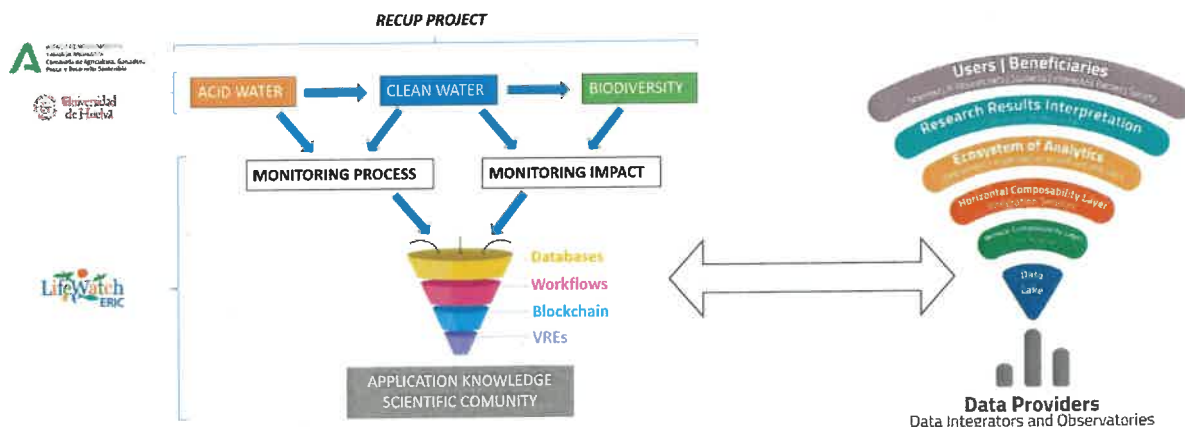 RECUP PROJECT
Universidad
de Huelva
ACID WATER
CLEAN WATER
BIODIVERSITY
MONITORING PROCESS
MONITORING IMPACT
LifeWatch
ERIC
Databases
Workflows
Blockchain
VREs
APPLICATION KNOWLEDGE
SCIENTIFIC COMUNITY
Users | Beneficiaries
Research Results Interpretation
Ecosystem of Analytics
Horizontal Composability Layer
Data
Lake
Data Providers
Data Integrators and Observatories